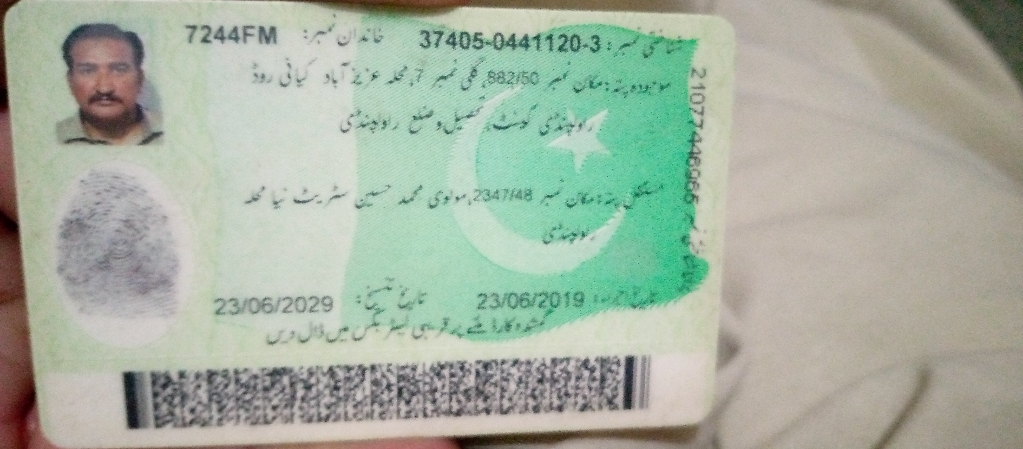 شناختی نمبر: 37405-0441120-3 خاندان نمبر: 7244FM
موجودہ پتہ: مکان نمبر 882/50، گلی نمبر 7، محلہ عزیز آباد کیانی روڈ
راولپنڈی کینٹ، تحصیل و ضلع راولپنڈی
مستقل پتہ: مکان نمبر 2347/48، مولوی محمد حسین سٹریٹ نیا محلہ
راولپنڈی
تاریخ اجرا: 23/06/2019 تاریخ تنسیخ: 23/06/2029
گمشدہ کارڈ ملنے پر قریبی لیٹر بکس میں ڈال دیں